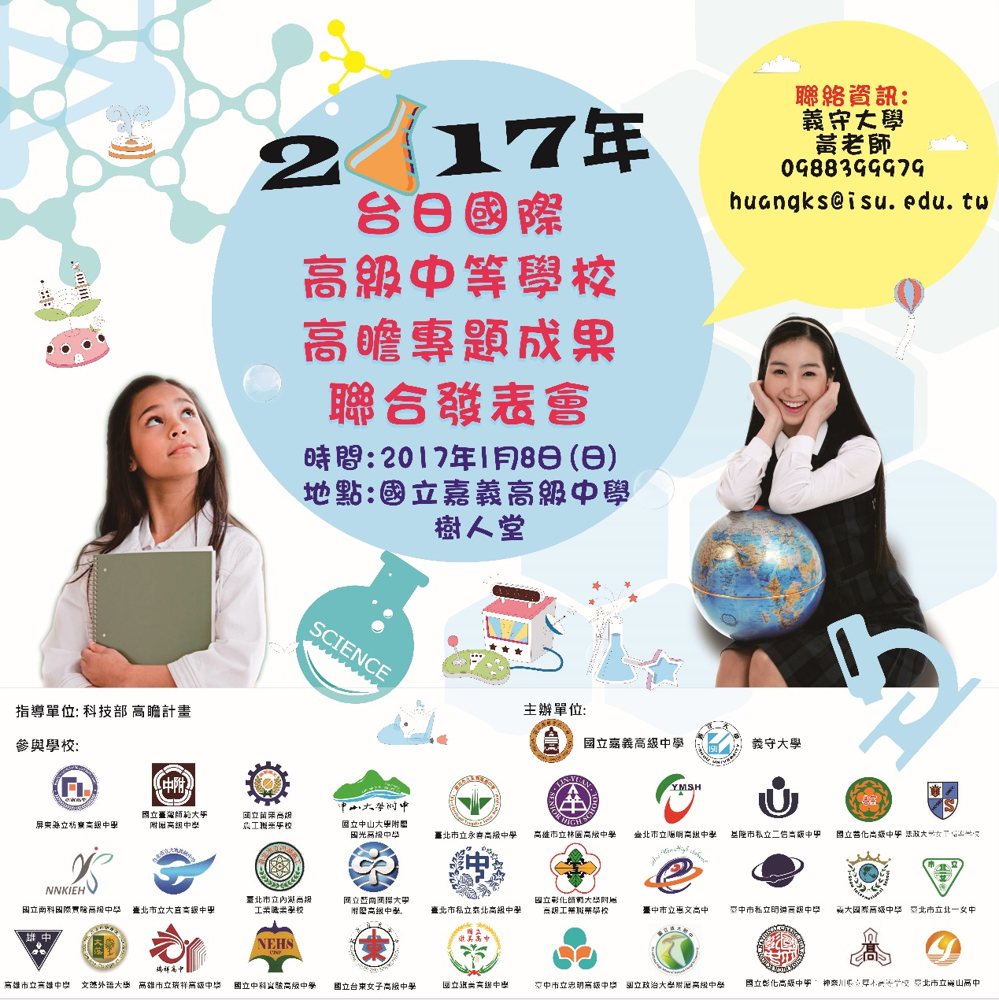 2017年
台日國際
高級中等學校
高瞻專題成果
聯合發表會
時間:2017年1月8日(日)
地點:國立嘉義高級中學
樹人堂
聯絡資訊:
義守大學
黃老師
0988399979
huangks@isu.edu.tw
SCIENCE
指導單位: 科技部 高瞻計畫
主辦單位:
國立嘉義高級中學
義守大學
參與學校:
屏東縣立枋寮高級中學
國立臺灣師範大學
附屬高級中學
國立苗栗高級
農工職業學校
國立中山大學附屬
國光高級中學
臺北市立永春高級中學
高雄市立林園高級中學
臺北市立陽明高級中學
基隆市私立二信高級中學
國立善化高級中學
法政大学女子高等学校
中山大學附中
YMSH
國立南科國際實驗高級中學
臺北市立大直高級中學
臺北市立內湖高級
工業職業學校
國立暨南國際大學
附屬高級中學.
臺北市私立泰北高級中學
國立彰化師範大學附屬
高級工業職業學校
臺中市立惠文高中
臺中市私立明道高級中學
義大國際高級中學
臺北市立北一女中
NNKIEH
高雄市立高雄中學
文藻外語大學
高雄市立瑞祥高級中學
國立中科實驗高級中學
國立台東女子高級中學
國立旗美高級中學
臺中市立忠明高級中學
國立政治大學附屬高級中學
國立彰化高級中學
神奈川県立厚木高等学校
臺北市立麗山高中
雄中
瑞祥高中
NEHS
CTSP
國立
旗美高中